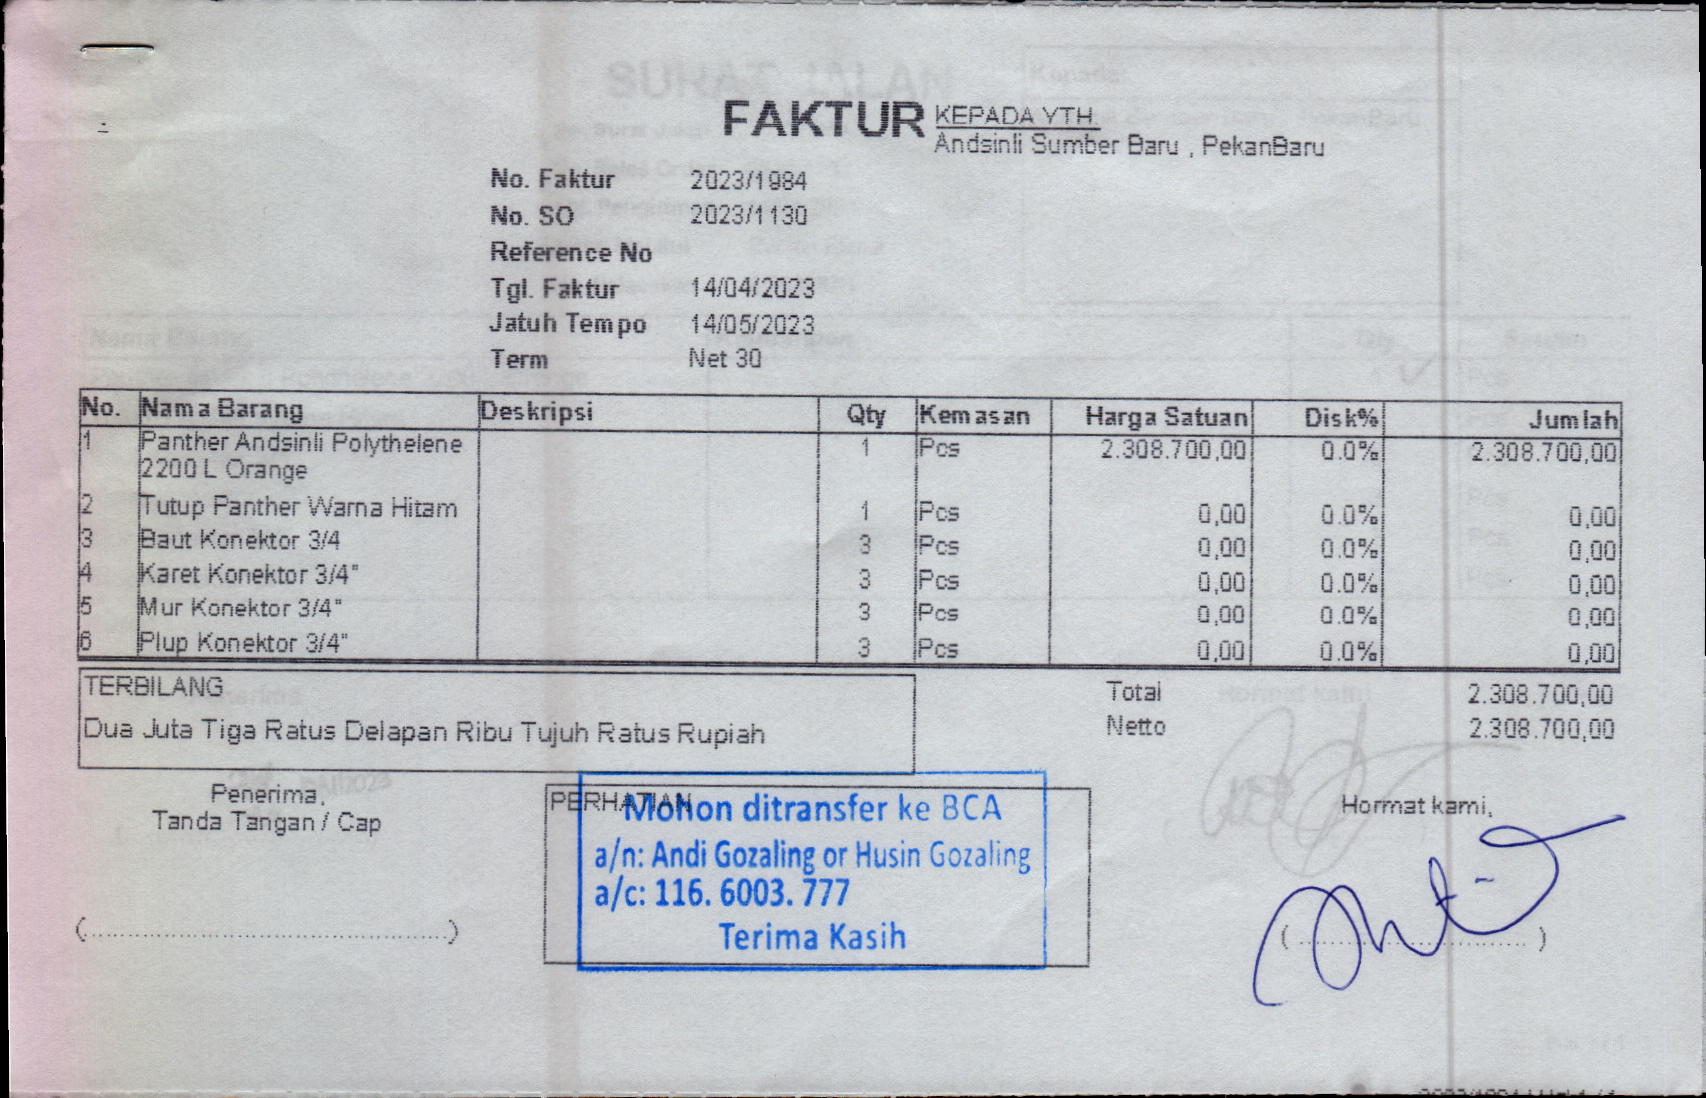 FAKTUR
KEPADA YTH.
Andsinli Sumber Baru , PekanBaru
No. Faktur 2023/1984
No. SO 2023/1130
Reference No
Tgl. Faktur 14/04/2023
Jatuh Tempo 14/05/2023
Term Net 30
No. Nama Barang Deskripsi Qty Kemasan Harga Satuan Disk% Jumlah
1 Panther Andsinli Polythelene 1 Pcs 2.308.700,00 0.0% 2.308.700,00
2200 L Orange
2 Tutup Panther Warna Hitam 1 Pcs 0,00 0.0% 0,00
3 Baut Konektor 3/4 3 Pcs 0,00 0.0% 0,00
4 Karet Konektor 3/4" 3 Pcs 0,00 0.0% 0,00
5 Mur Konektor 3/4" 3 Pcs 0,00 0.0% 0,00
6 Plup Konektor 3/4" 3 Pcs 0,00 0.0% 0,00
TERBILANG
Dua Juta Tiga Ratus Delapan Ribu Tujuh Ratus Rupiah
Total 2.308.700,00
Netto 2.308.700,00
Penerima,
Tanda Tangan / Cap
(..............................................)
PERHATIAN
Mohon ditransfer ke BCA
a/n: Andi Gozaling or Husin Gozaling
a/c: 116. 6003. 777
Terima Kasih
Hormat kami,
( ................................ )